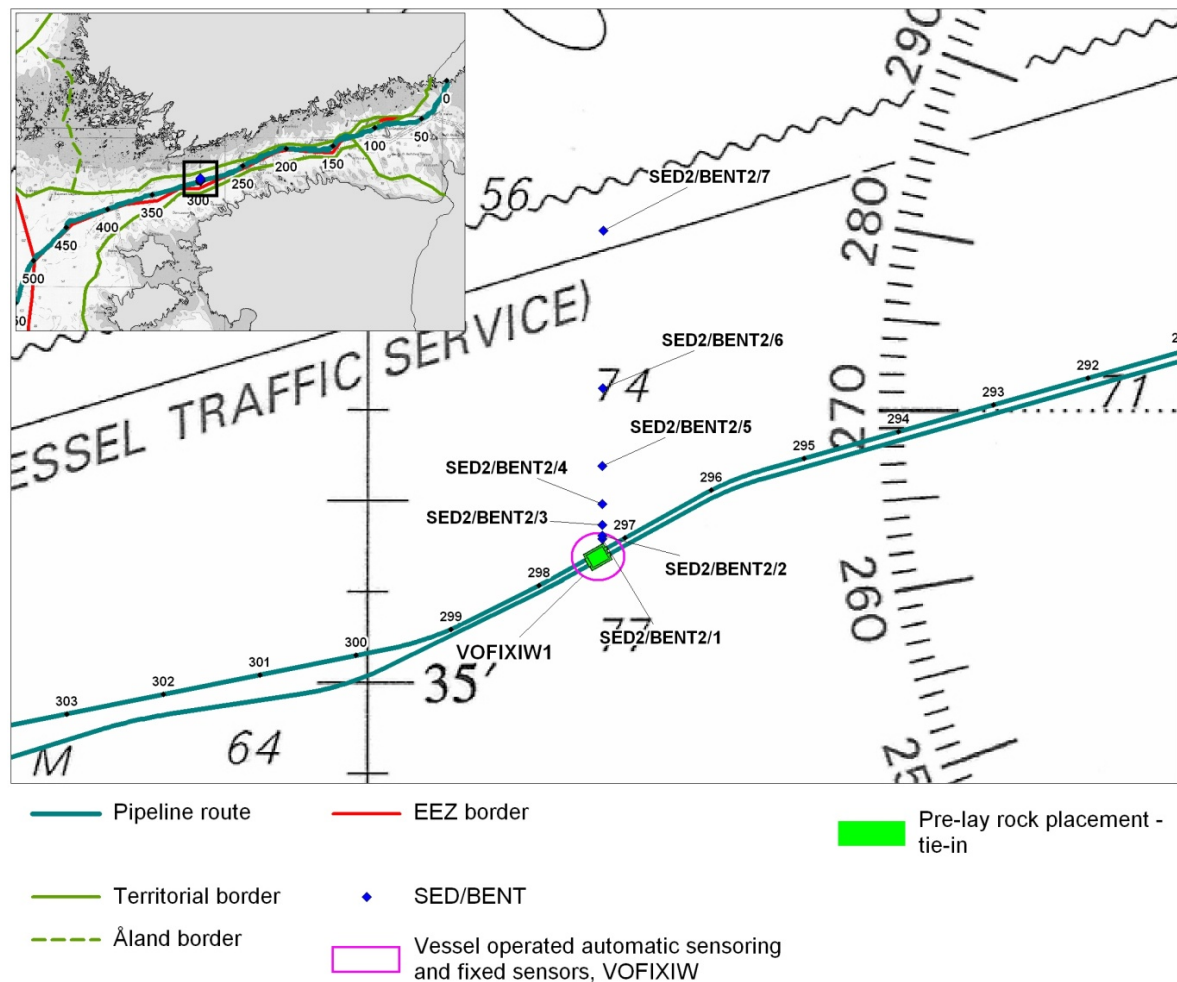 0
50
100
150
200
250
300
350
400
450
500
50
290
280
270
260
25
56
SED2/BENT2/7
ESSEL TRAFFIC SERVICE)
SED2/BENT2/6
74
SED2/BENT2/5
SED2/BENT2/4
SED2/BENT2/3
292
293
71
294
295
296
297
SED2/BENT2/2
298
SED2/BENT2/1
77
VOFIXIW1
299
300
301
302
303
35'
64
M
Pipeline route
EEZ border
Pre-lay rock placement -
tie-in
Territorial border
SED/BENT
Åland border
Vessel operated automatic sensoring
and fixed sensors, VOFIXIW